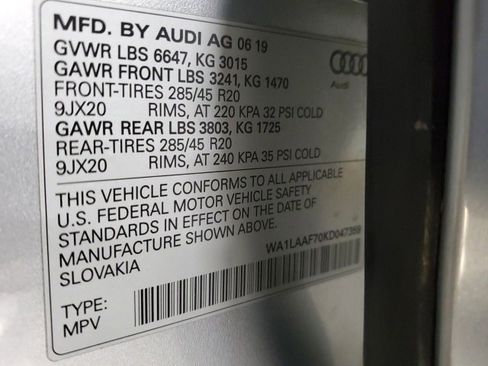 MFD. BY AUDI AG 06 19
GVWR LBS 6647, KG 3015
GAWR FRONT LBS 3241, KG 1470
FRONT-TIRES 285/45 R20
9JX20 RIMS, AT 220 KPA 32 PSI COLD
GAWR REAR LBS 3803, KG 1725
REAR-TIRES 285/45 R20
9JX20 RIMS, AT 240 KPA 35 PSI COLD
Audi
THIS VEHICLE CONFORMS TO ALL APPLICABLE
U.S. FEDERAL MOTOR VEHICLE SAFETY
STANDARDS IN EFFECT ON THE DATE OF
MANUFACTURE SHOWN ABOVE.
SLOVAKIA
WA1LAAF70KD047359
TYPE:
MPV